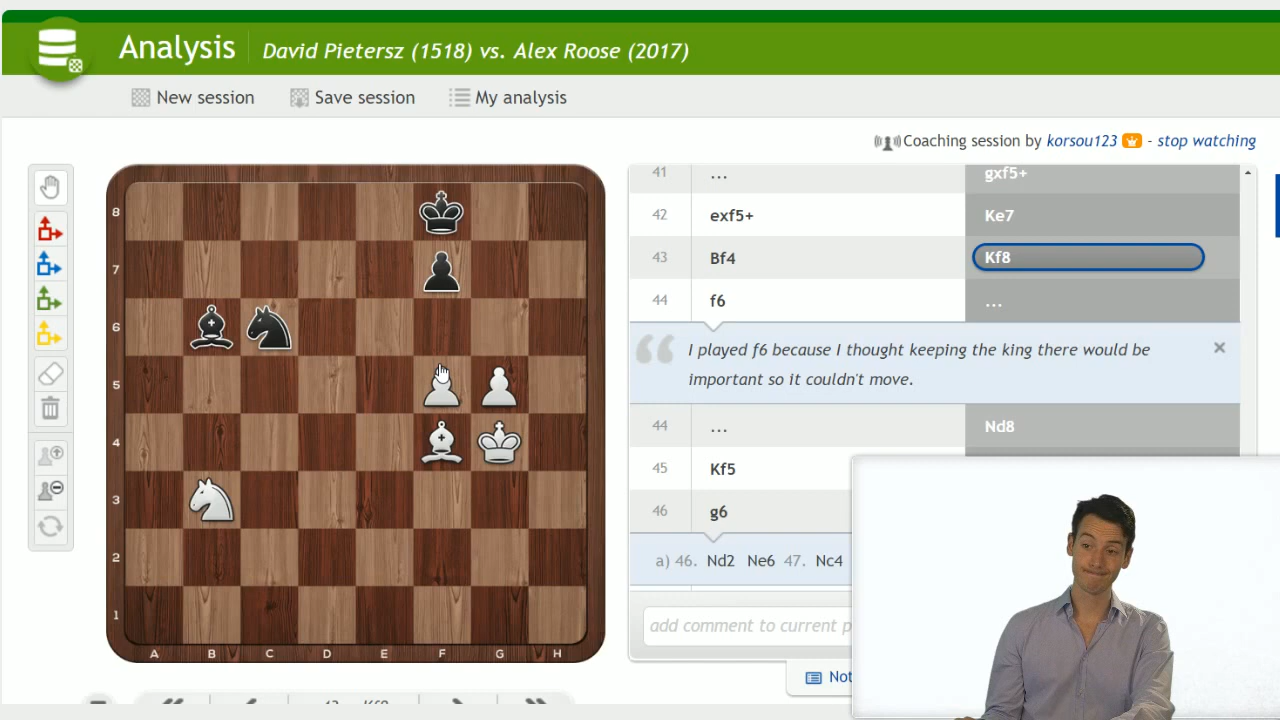 Analysis David Pietersz (1518) vs. Alex Roose (2017)
New session Save session My analysis
Coaching session by korsou123 - stop watching
41 ... gxf5+
42 exf5+ Ke7
43 Bf4 Kf8
44 f6 ...
I played f6 because I thought keeping the king there would be
important so it couldn't move.
44 ... Nd8
45 Kf5
46 g6
a) 46. Nd2 Ne6 47. Nc4
add comment to current p
Not
8
7
6
5
4
3
2
1
A B C D E F G H